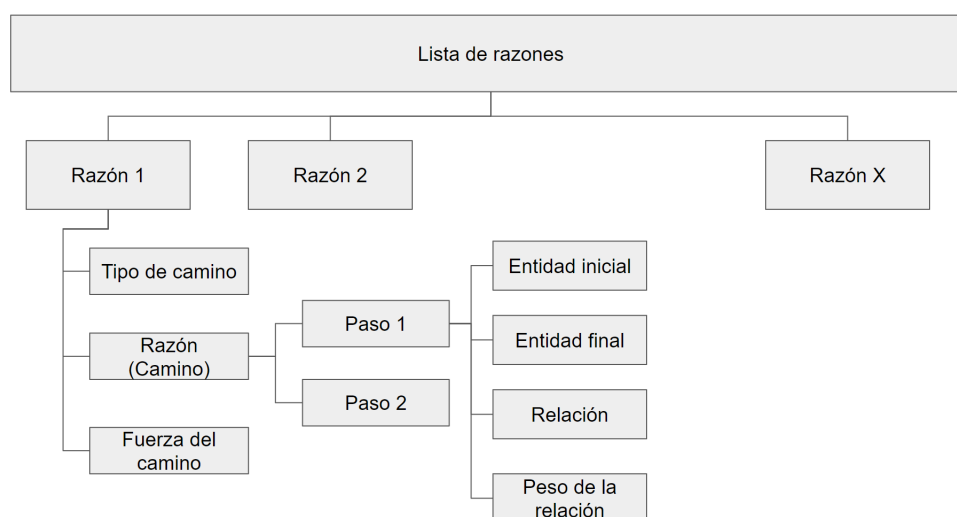 Lista de razones
Razón 1
Razón 2
Razón X
Tipo de camino
Razón
(Camino)
Fuerza del
camino
Paso 1
Paso 2
Entidad inicial
Entidad final
Relación
Peso de la
relación